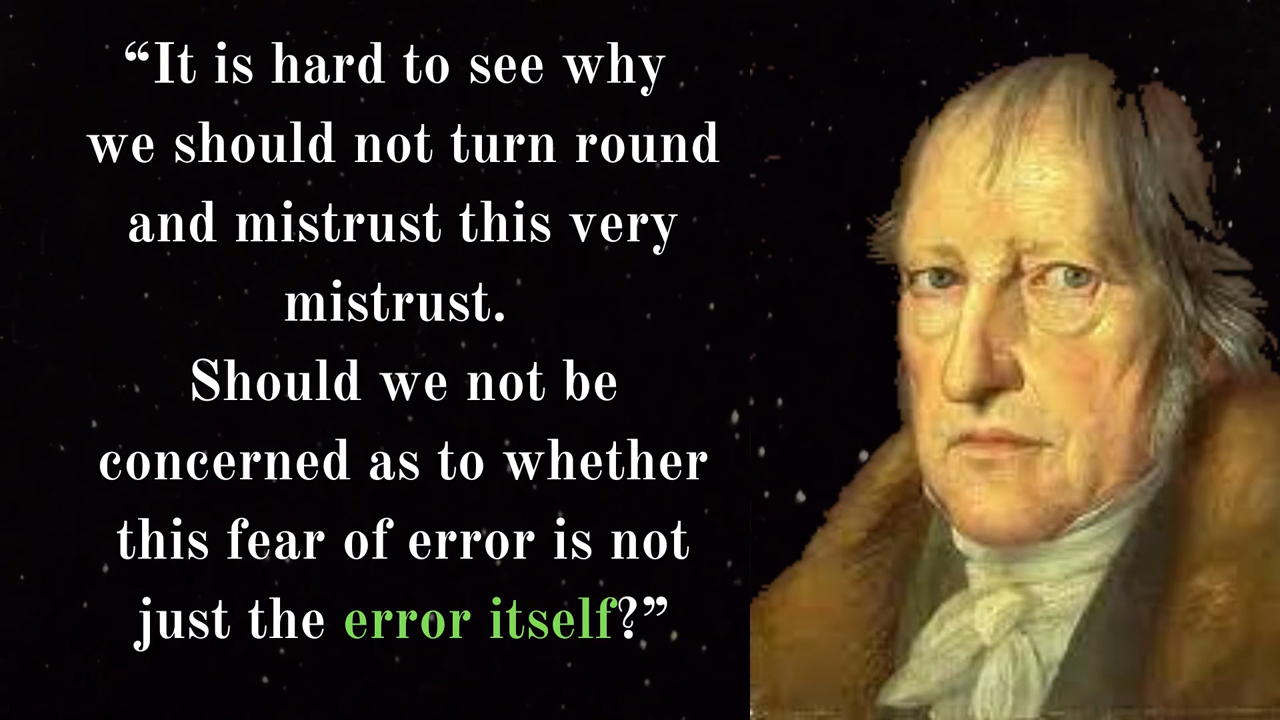 “It is hard to see why
we should not turn round
and mistrust this very
mistrust.
Should we not be
concerned as to whether
this fear of error is not
just the error itself?”